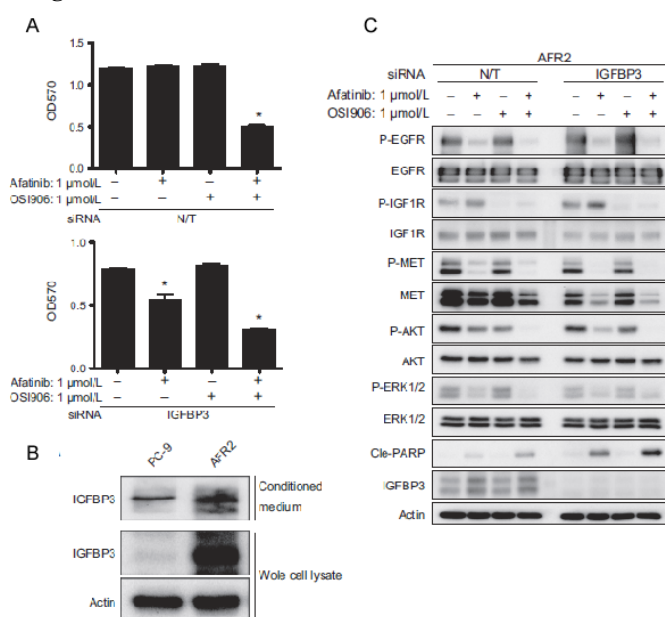 A
OD570
1.5
1.0
0.5
0.0
*
Afatinib: 1 µmol/L – + – +
OSI906: 1 µmol/L – – + +
siRNA N/T
OD570
1.0
0.5
0.0
* *
Afatinib: 1 µmol/L – + – +
OSI906: 1 µmol/L – – + +
siRNA IGFBP3
B
PC-9 AFR2
IGFBP3 Conditioned medium
IGFBP3
Actin
Wole cell lysate
C
AFR2
siRNA N/T IGFBP3
Afatinib: 1 µmol/L – + – + – + – +
OSI906: 1 µmol/L – – + + – – + +
P-EGFR
EGFR
P-IGF1R
IGF1R
P-MET
MET
P-AKT
AKT
P-ERK1/2
ERK1/2
Cle-PARP
IGFBP3
Actin